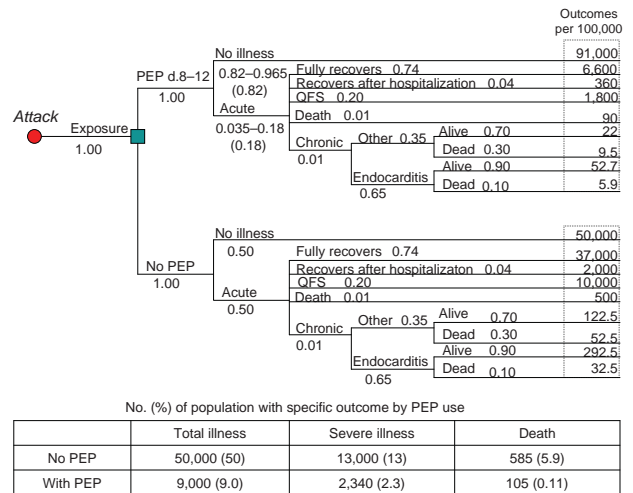 Outcomes
per 100,000
No illness 91,000
PEP d.8–12 0.82–0.965 Fully recovers 0.74 6,600
1.00 (0.82) Recovers after hospitalization 0.04 360
QFS 0.20 1,800
Acute Death 0.01 90
0.035–0.18
(0.18)
Chronic Other 0.35 Alive 0.70 22
0.01 Dead 0.30 9.5
Endocarditis Alive 0.90 52.7
0.65 Dead 0.10 5.9
Attack
Exposure
1.00
No illness 50,000
0.50 Fully recovers 0.74 37,000
No PEP Recovers after hospitalizaton 0.04 2,000
1.00 QFS 0.20 10,000
Acute Death 0.01 500
0.50
Chronic Other 0.35 Alive 0.70 122.5
0.01 Dead 0.30 52.5
Endocarditis Alive 0.90 292.5
0.65 Dead 0.10 32.5
No. (%) of population with specific outcome by PEP use
Total illness Severe illness Death
No PEP 50,000 (50) 13,000 (13) 585 (5.9)
With PEP 9,000 (9.0) 2,340 (2.3) 105 (0.11)